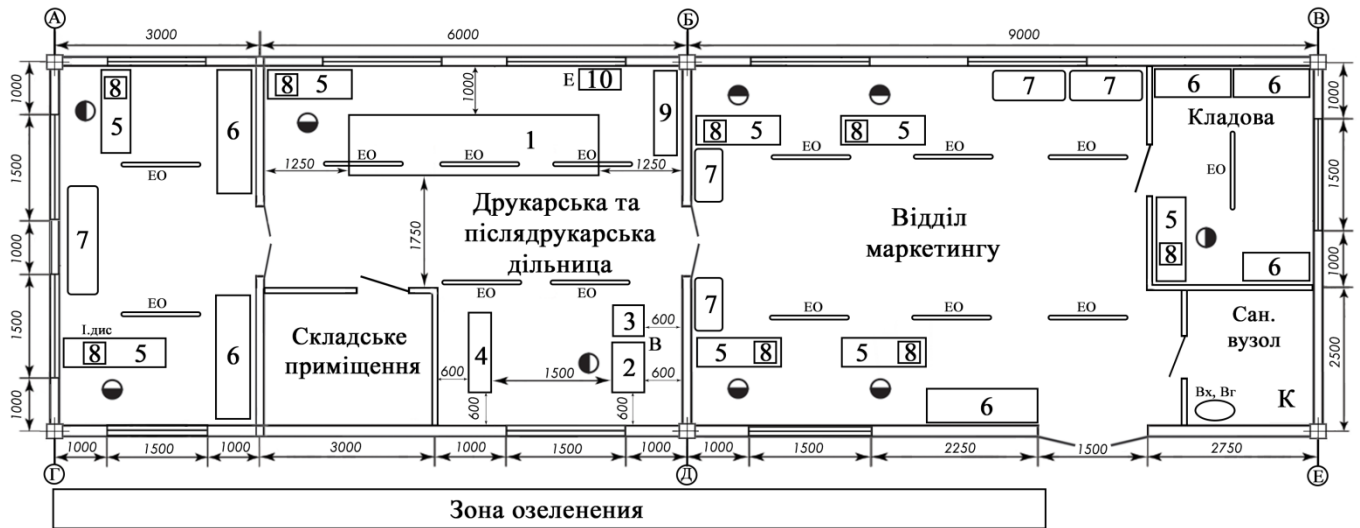 А Б В
3000 6000 9000
1000 1500 1000 1500 1000
8 5 6
8 5 10 9
Е
1000
1
ЕО ЕО ЕО ЕО
1250 1250
7
1750
Друкарська та
післядрукарська
дільниця
ЕО ЕО ЕО
І.дис
8 5 6
Складське
приміщення
3 600
В
4 2
600 1500 600
600 600
7 7
8 5 8 5
ЕО ЕО ЕО
7
Відділ
маркетингу
7
ЕО ЕО ЕО
5 8 5 8
6
6 6
Кладова
ЕО
5
8
6
Сан.
вузол
Вх, Вг К
1000 1500 1000 2500
1000 1500 1000 3000 1000 1500 1000 1500 2250 1500 2750
Г Д Е
Зона озеленення